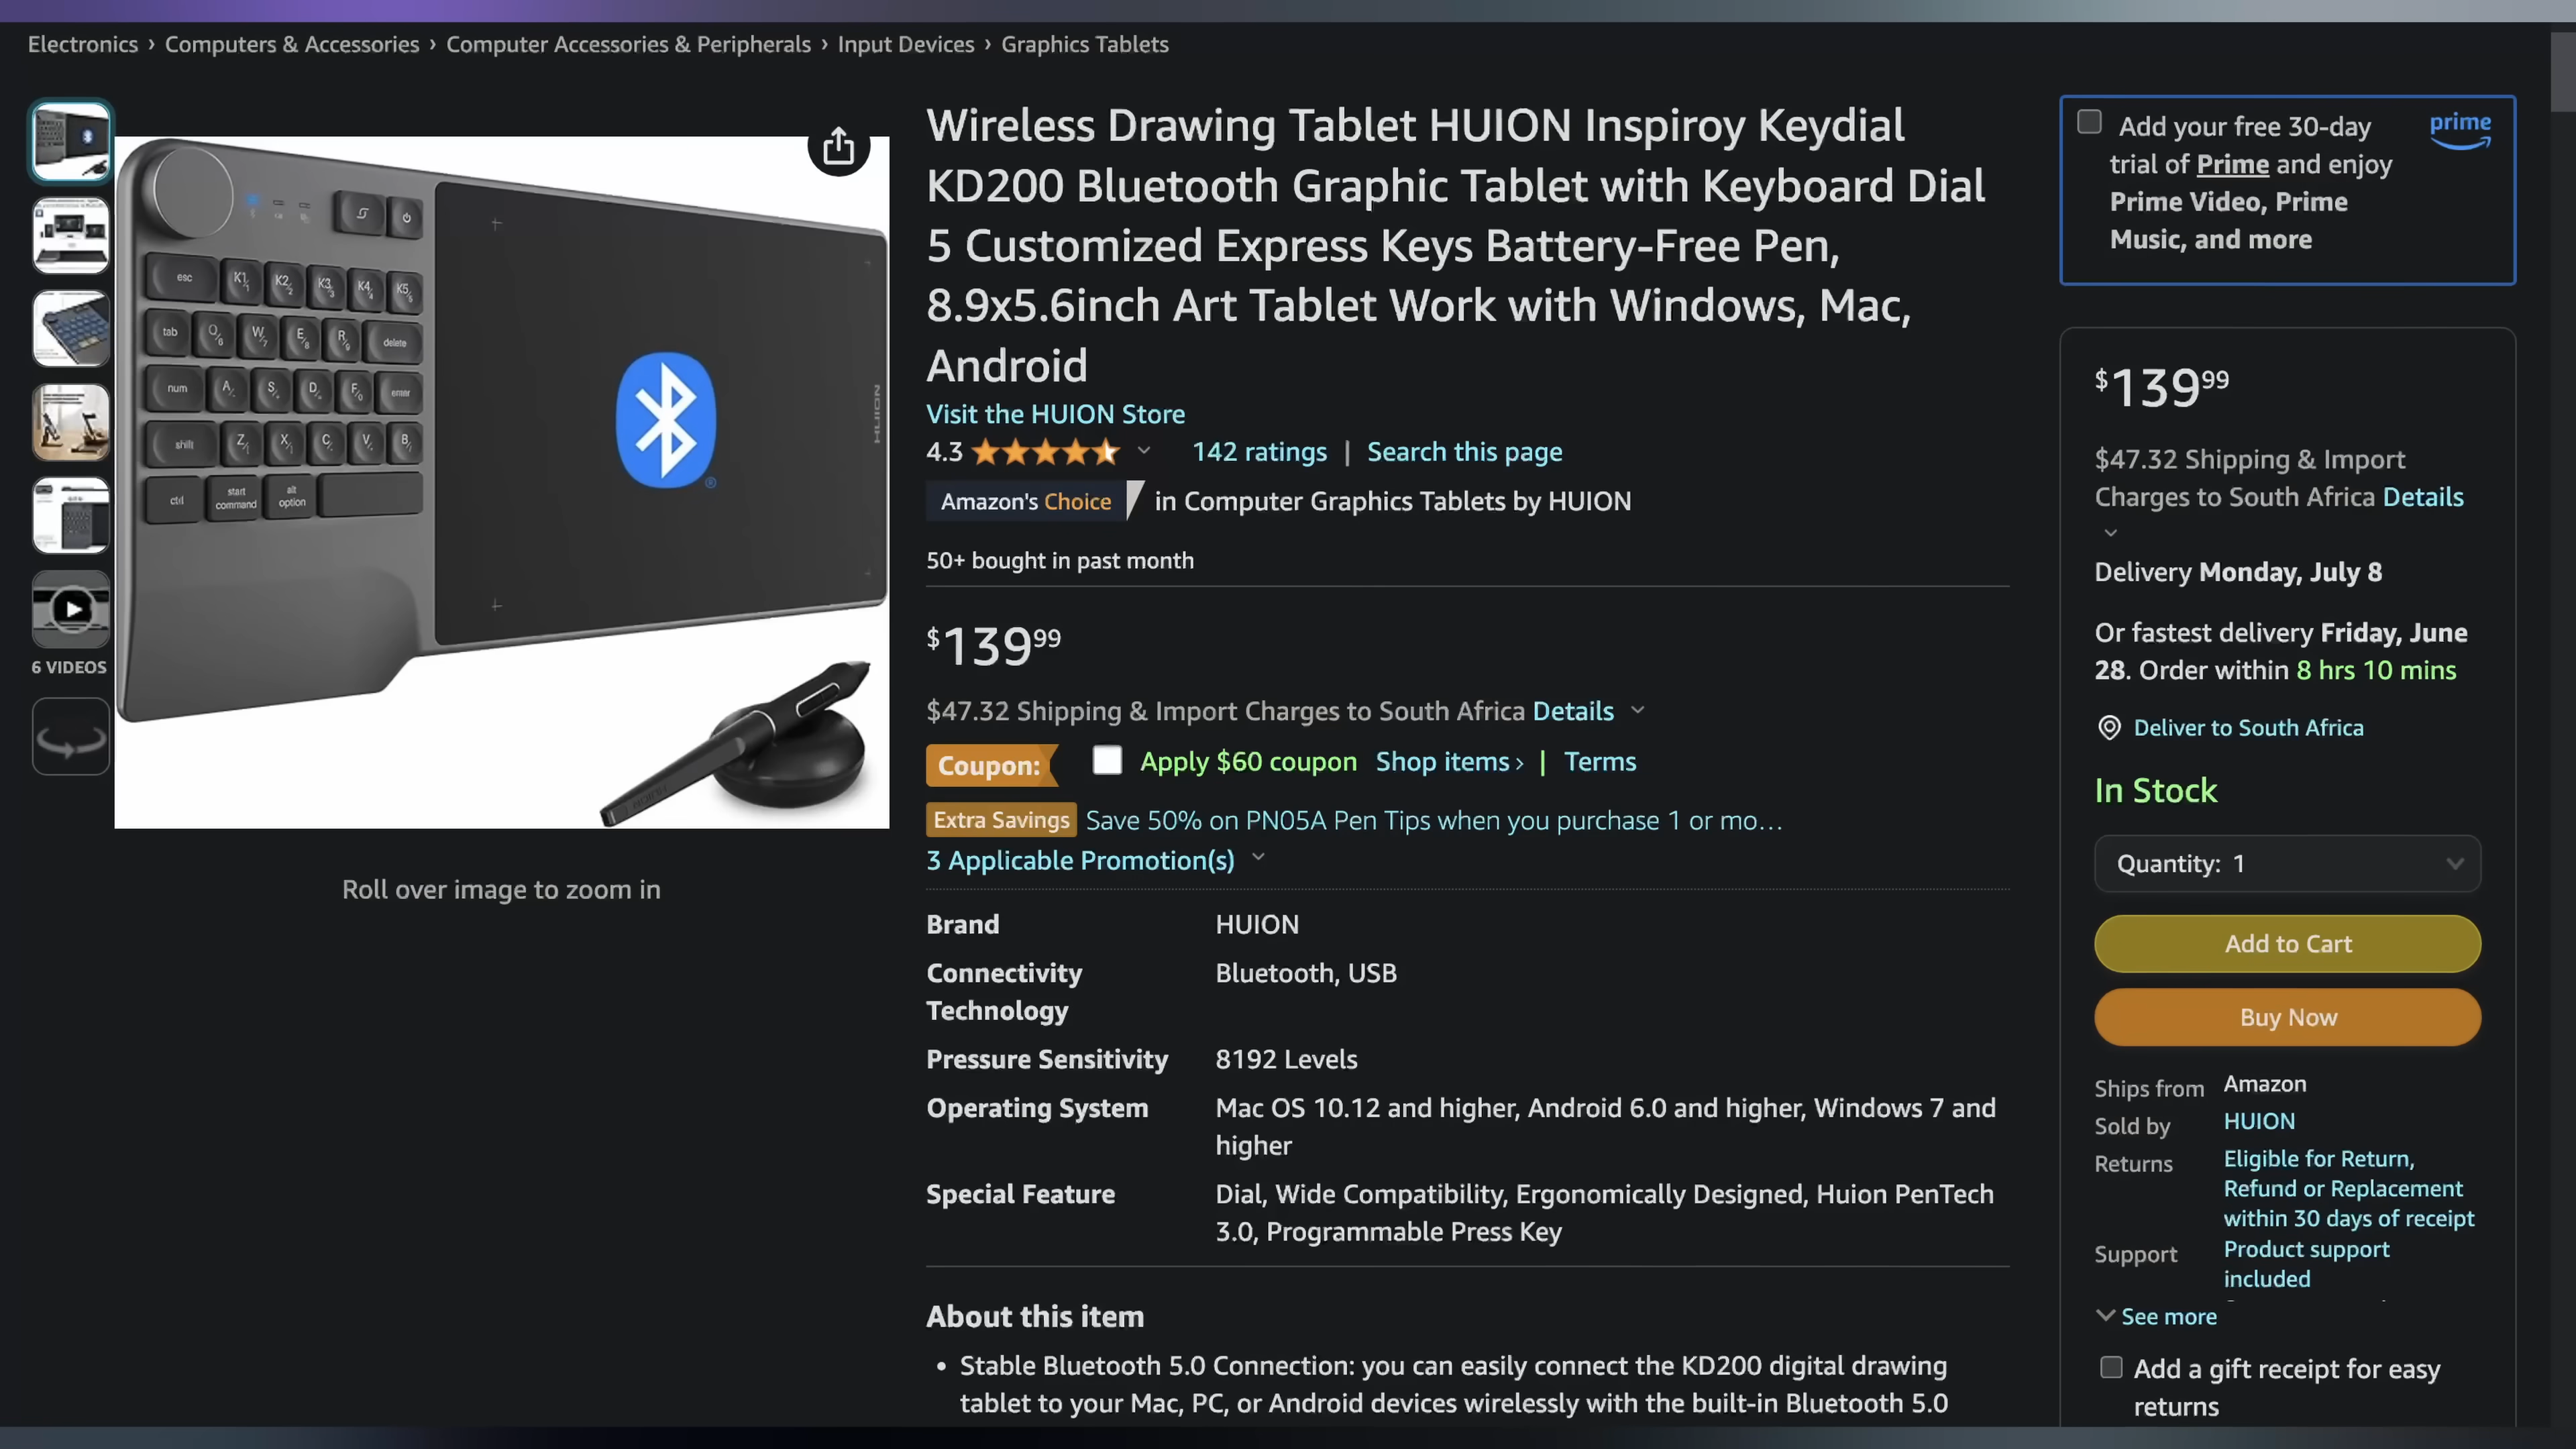 Electronics › Computers & Accessories › Computer Accessories & Peripherals › Input Devices › Graphics Tablets
esc K1 1 K2 2 K3 3 K4 4 K5 5
tab Q 6 W 7 E 8 R 9 delete
num A S D F 0 enter
shift Z X C V B
ctrl start command alt option
HUION
®
HUION
6 VIDEOS
Roll over image to zoom in
Wireless Drawing Tablet HUION Inspiroy Keydial
KD200 Bluetooth Graphic Tablet with Keyboard Dial
5 Customized Express Keys Battery-Free Pen,
8.9x5.6inch Art Tablet Work with Windows, Mac,
Android
Visit the HUION Store
4.3 142 ratings | Search this page
Amazon's Choice in Computer Graphics Tablets by HUION
50+ bought in past month
$139 99
$47.32 Shipping & Import Charges to South Africa Details
Coupon: Apply $60 coupon Shop items › | Terms
Extra Savings Save 50% on PN05A Pen Tips when you purchase 1 or mo...
3 Applicable Promotion(s)
Brand HUION
Connectivity Bluetooth, USB
Technology
Pressure Sensitivity 8192 Levels
Operating System Mac OS 10.12 and higher, Android 6.0 and higher, Windows 7 and
higher
Special Feature Dial, Wide Compatibility, Ergonomically Designed, Huion PenTech
3.0, Programmable Press Key
About this item
• Stable Bluetooth 5.0 Connection: you can easily connect the KD200 digital drawing
tablet to your Mac, PC, or Android devices wirelessly with the built-in Bluetooth 5.0
Add your free 30-day prime
trial of Prime and enjoy
Prime Video, Prime
Music, and more
$139 99
$47.32 Shipping & Import
Charges to South Africa Details
Delivery Monday, July 8
Or fastest delivery Friday, June
28. Order within 8 hrs 10 mins
Deliver to South Africa
In Stock
Quantity: 1
Add to Cart
Buy Now
Ships from Amazon
Sold by HUION
Returns Eligible for Return,
Refund or Replacement
within 30 days of receipt
Support Product support
included
See more
Add a gift receipt for easy
returns